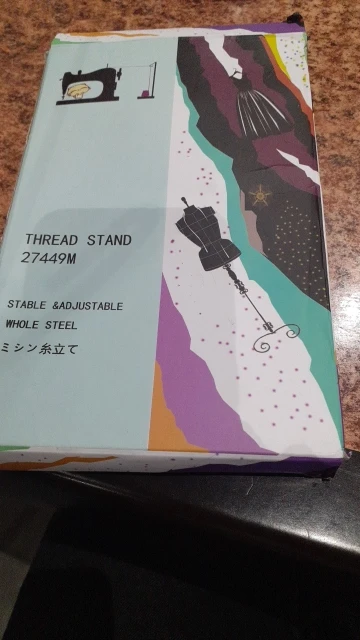 THREAD STAND
27449M
STABLE &ADJUSTABLE
WHOLE STEEL
ミシン糸立て